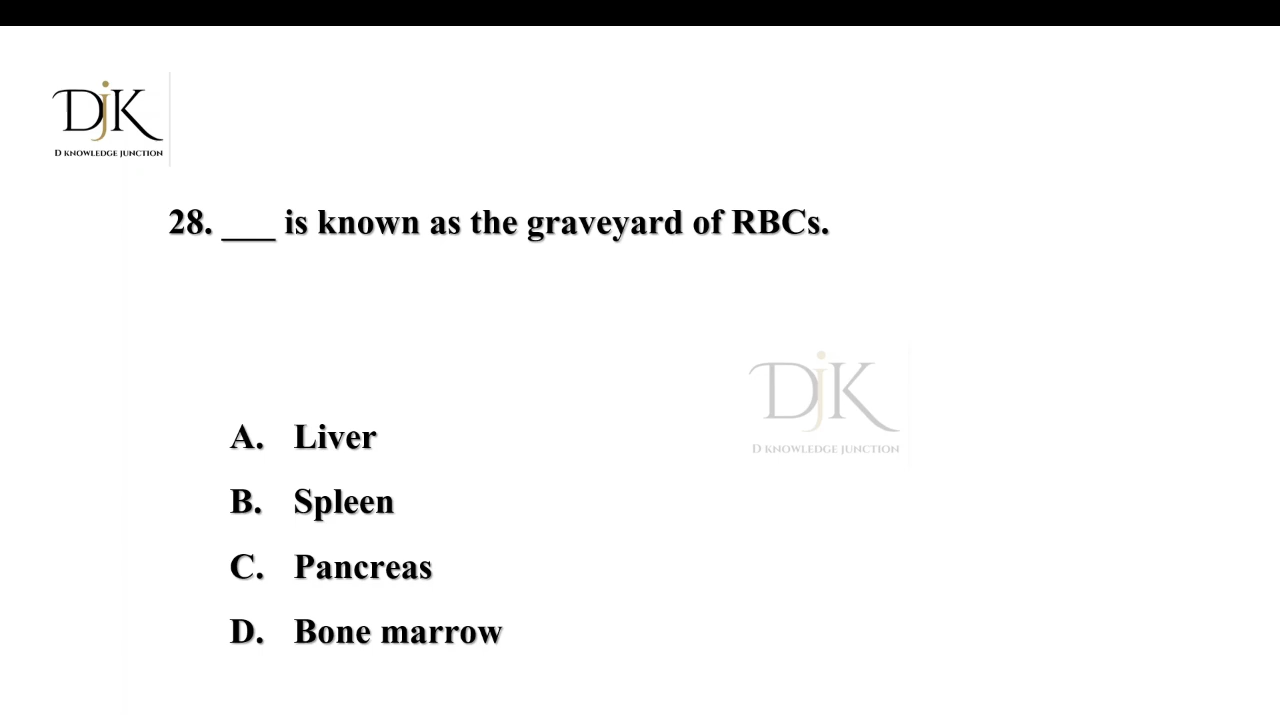 DjK
D KNOWLEDGE JUNCTION
28. ___ is known as the graveyard of RBCs.
DjK
D KNOWLEDGE JUNCTION
A. Liver
B. Spleen
C. Pancreas
D. Bone marrow